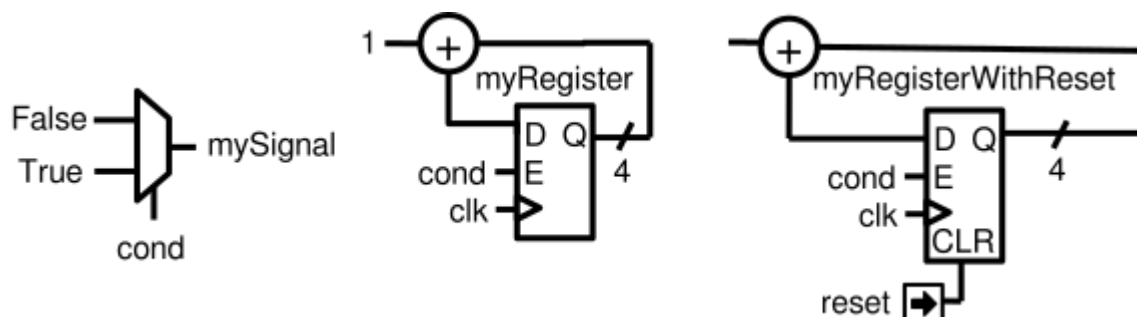 False
True
mySignal
cond
1
+
myRegister
D Q
cond E
clk
4
+
myRegisterWithReset
D Q
cond E
clk
4
CLR
reset